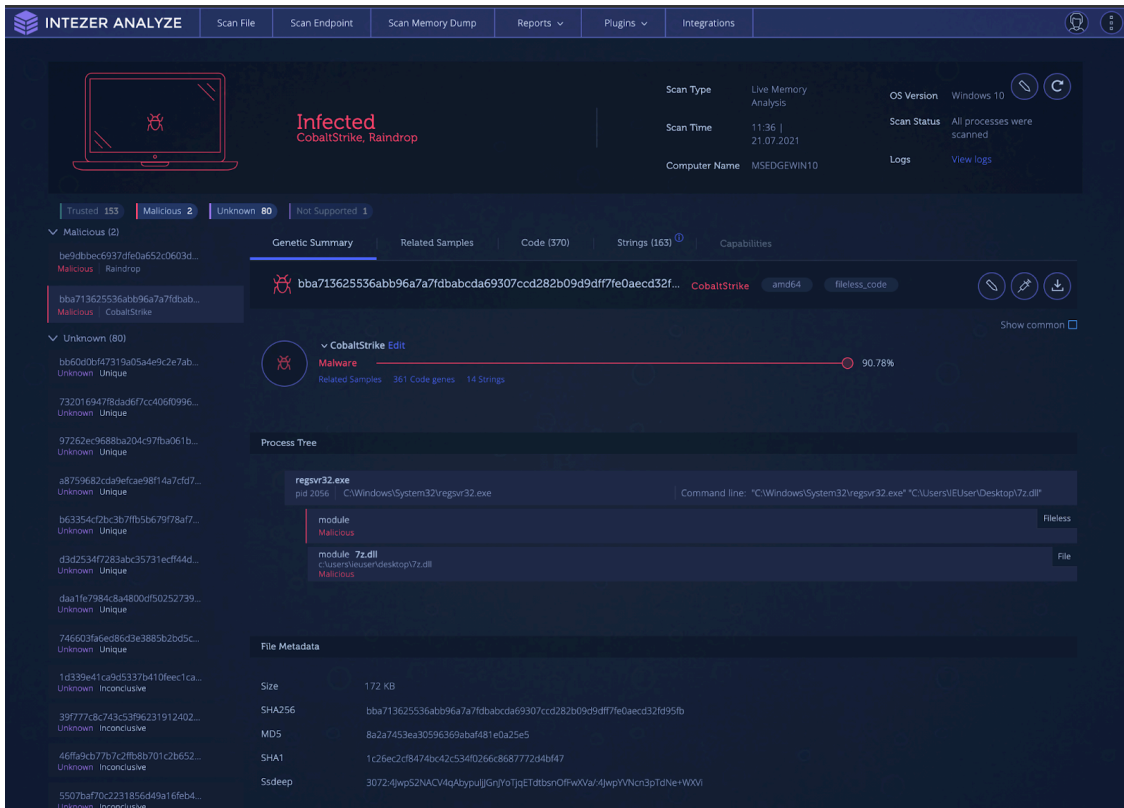 INTEZER ANALYZE Scan File Scan Endpoint Scan Memory Dump Reports Plugins Integrations
Infected
CobaltStrike, Raindrop
Scan Type Live Memory Analysis
Scan Time 11:36 | 21.07.2021
Computer Name MSEDGEWIN10
OS Version Windows 10
Scan Status All processes were scanned
Logs View logs
Trusted 153 Malicious 2 Unknown 80 Not Supported 1
Malicious (2)
be9dbbec6937dfe0a652c0603d...
Malicious Raindrop
bba713625536abb96a7a7fdbab...
Malicious CobaltStrike
Unknown (80)
bb60d0bf47319a05a4e9c2e7ab...
Unknown Unique
732016947f8dad6f7cc406f0996...
Unknown Unique
97262ec9688ba204c97fba061b...
Unknown Unique
a8759682cda9efcae98f14a7cfd7...
Unknown Unique
b63354cf2bc3b7ffb5b679f78af7...
Unknown Unique
d3d2534f7283abc35731ecff44d...
Unknown Unique
daa1fe7984c8a4800df50252739...
Unknown Unique
746603fa6ed86d3e3885b2bd5c...
Unknown Unique
1d339e41ca9d5337b410feec1ca...
Unknown Inconclusive
39f777c8c743c53f96231912402...
Unknown Inconclusive
46ffa9cb77b7c2ffb8b701c2b652...
Unknown Inconclusive
5507baf70c2231856d49a16feb4...
Unknown Inconclusive
Genetic Summary Related Samples Code (370) Strings (163) Capabilities
bba713625536abb96a7a7fdbabcda69307ccd282b09d9dff7fe0aecd32f... CobaltStrike amd64 fileless_code
Show common
CobaltStrike Edit
Malware 90.78%
Related Samples 361 Code genes 14 Strings
Process Tree
regsvr32.exe
pid 2056 C:\Windows\System32\regsvr32.exe Command line: "C:\Windows\System32\regsvr32.exe" "C:\Users\IEUser\Desktop\7z.dll"
module Fileless
Malicious
module 7z.dll File
c:\users\ieuser\desktop\7z.dll
Malicious
File Metadata
Size 172 KB
SHA256 bba713625536abb96a7a7fdbabcda69307ccd282b09d9dff7fe0aecd32fd95fb
MD5 8a2a7453ea30596369abaf481e0a25e5
SHA1 1c26ec2cf8474bc42c534f0266c8687772d4bf47
Ssdeep